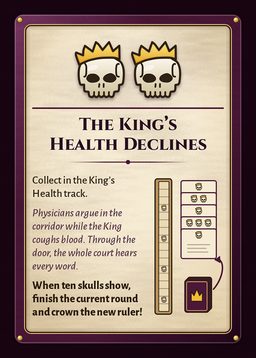 The King's
Health Declines
Collect in the King's
Health track.
Physicians argue in the
corridor while the King
coughs blood. Through the
door, the whole court hears
every word.
When ten skulls show,
finish the current round
and crown the new ruler!